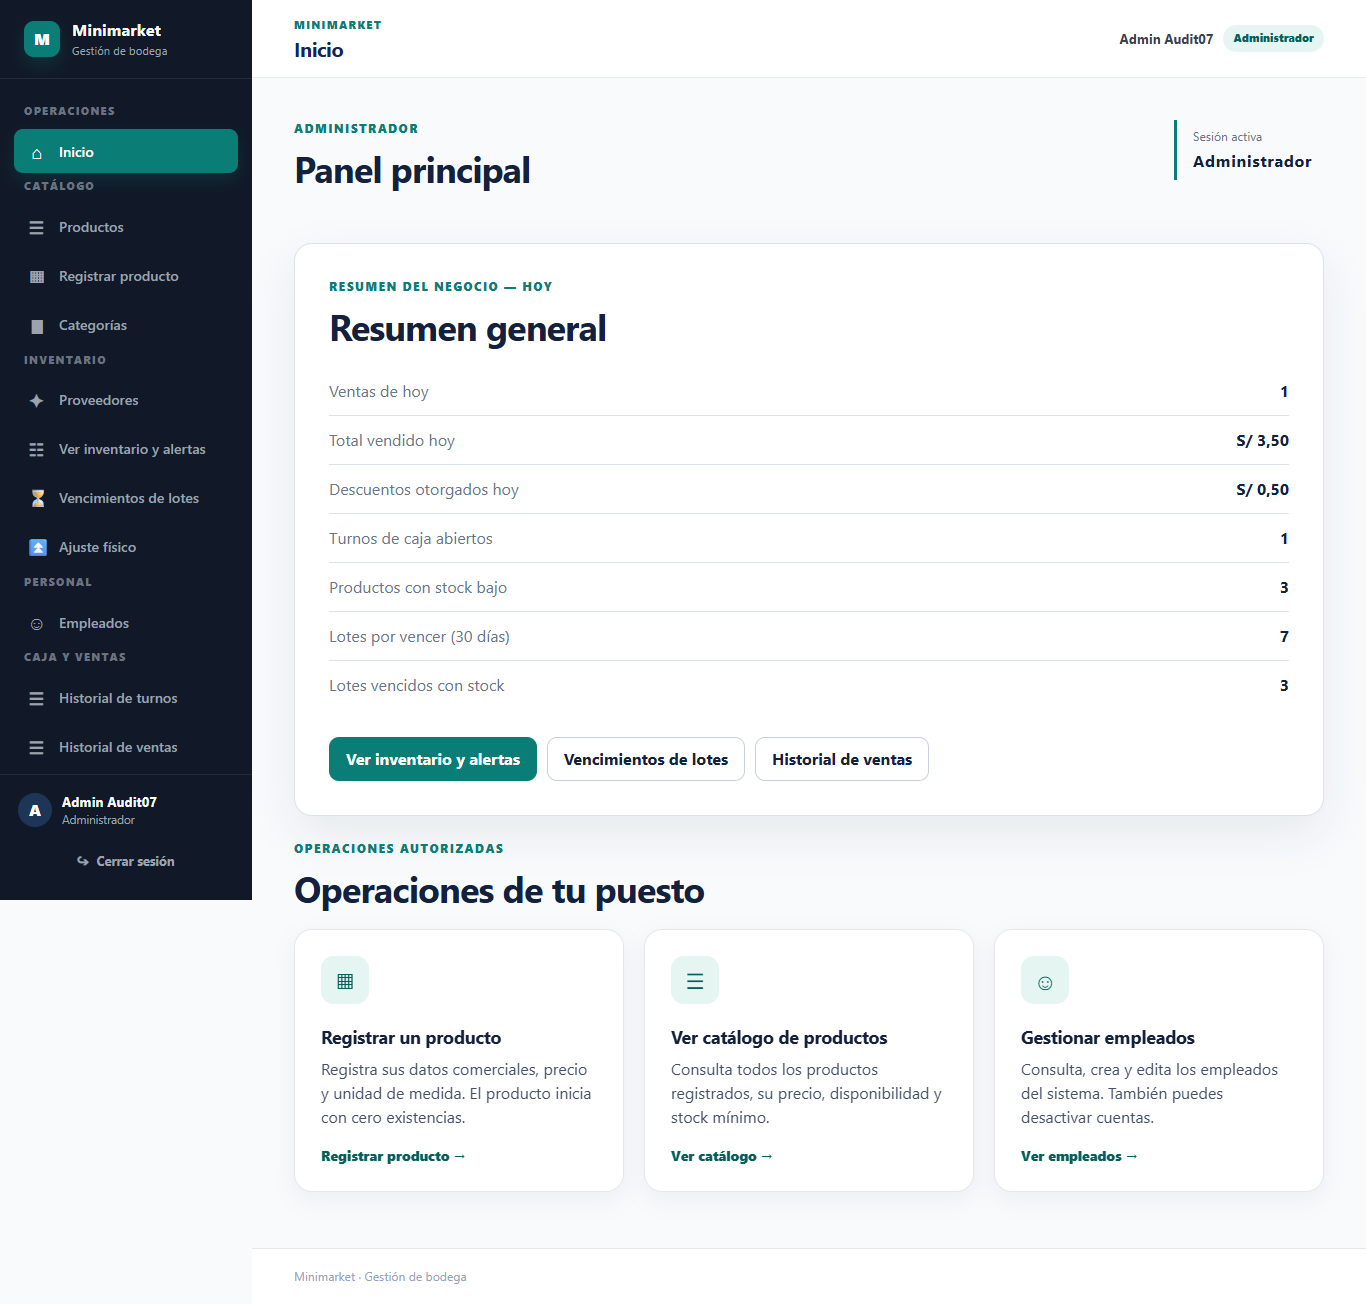 M
Minimarket
Gestión de bodega
OPERACIONES
Inicio
CATÁLOGO
Productos
Registrar producto
Categorías
INVENTARIO
Proveedores
Ver inventario y alertas
Vencimientos de lotes
Ajuste físico
PERSONAL
Empleados
CAJA Y VENTAS
Historial de turnos
Historial de ventas
A
Admin Audit07
Administrador
Cerrar sesión
MINIMARKET
Inicio
Admin Audit07 Administrador
ADMINISTRADOR
Panel principal
Sesión activa
Administrador
RESUMEN DEL NEGOCIO — HOY
Resumen general
Ventas de hoy 1
Total vendido hoy S/ 3,50
Descuentos otorgados hoy S/ 0,50
Turnos de caja abiertos 1
Productos con stock bajo 3
Lotes por vencer (30 días) 7
Lotes vencidos con stock 3
Ver inventario y alertas Vencimientos de lotes Historial de ventas
OPERACIONES AUTORIZADAS
Operaciones de tu puesto
Registrar un producto
Registra sus datos comerciales, precio
y unidad de medida. El producto inicia
con cero existencias.
Registrar producto →
Ver catálogo de productos
Consulta todos los productos
registrados, su precio, disponibilidad y
stock mínimo.
Ver catálogo →
Gestionar empleados
Consulta, crea y edita los empleados
del sistema. También puedes
desactivar cuentas.
Ver empleados →
Minimarket · Gestión de bodega